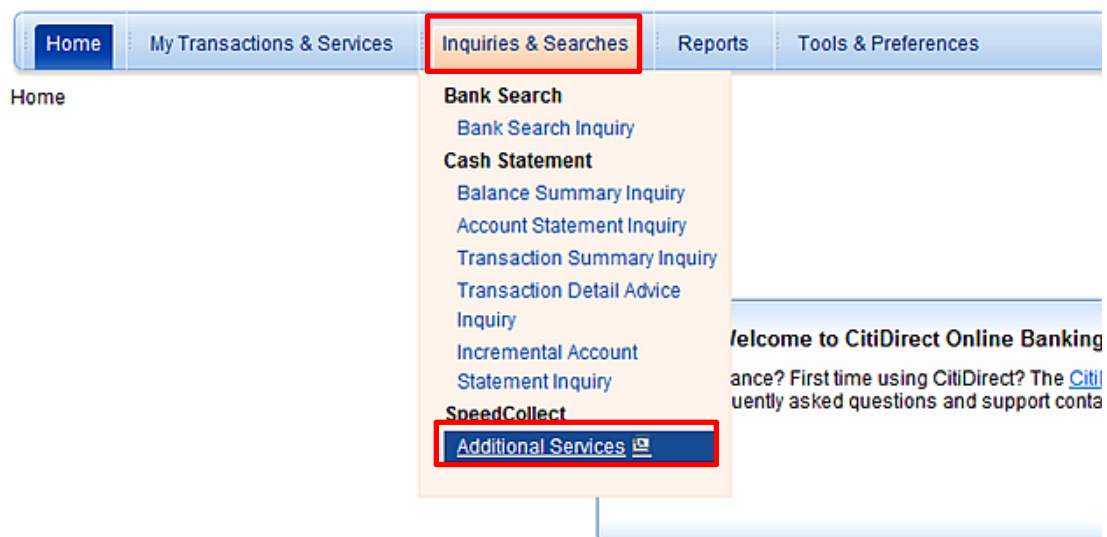 Home My Transactions & Services Inquiries & Searches Reports Tools & Preferences
Home
Bank Search
Bank Search Inquiry
Cash Statement
Balance Summary Inquiry
Account Statement Inquiry
Transaction Summary Inquiry
Transaction Detail Advice
Inquiry
Incremental Account
Statement Inquiry
SpeedCollect
Additional Services
Welcome to CitiDirect Online Banking
ance? First time using CitiDirect? The Citi
uently asked questions and support conta